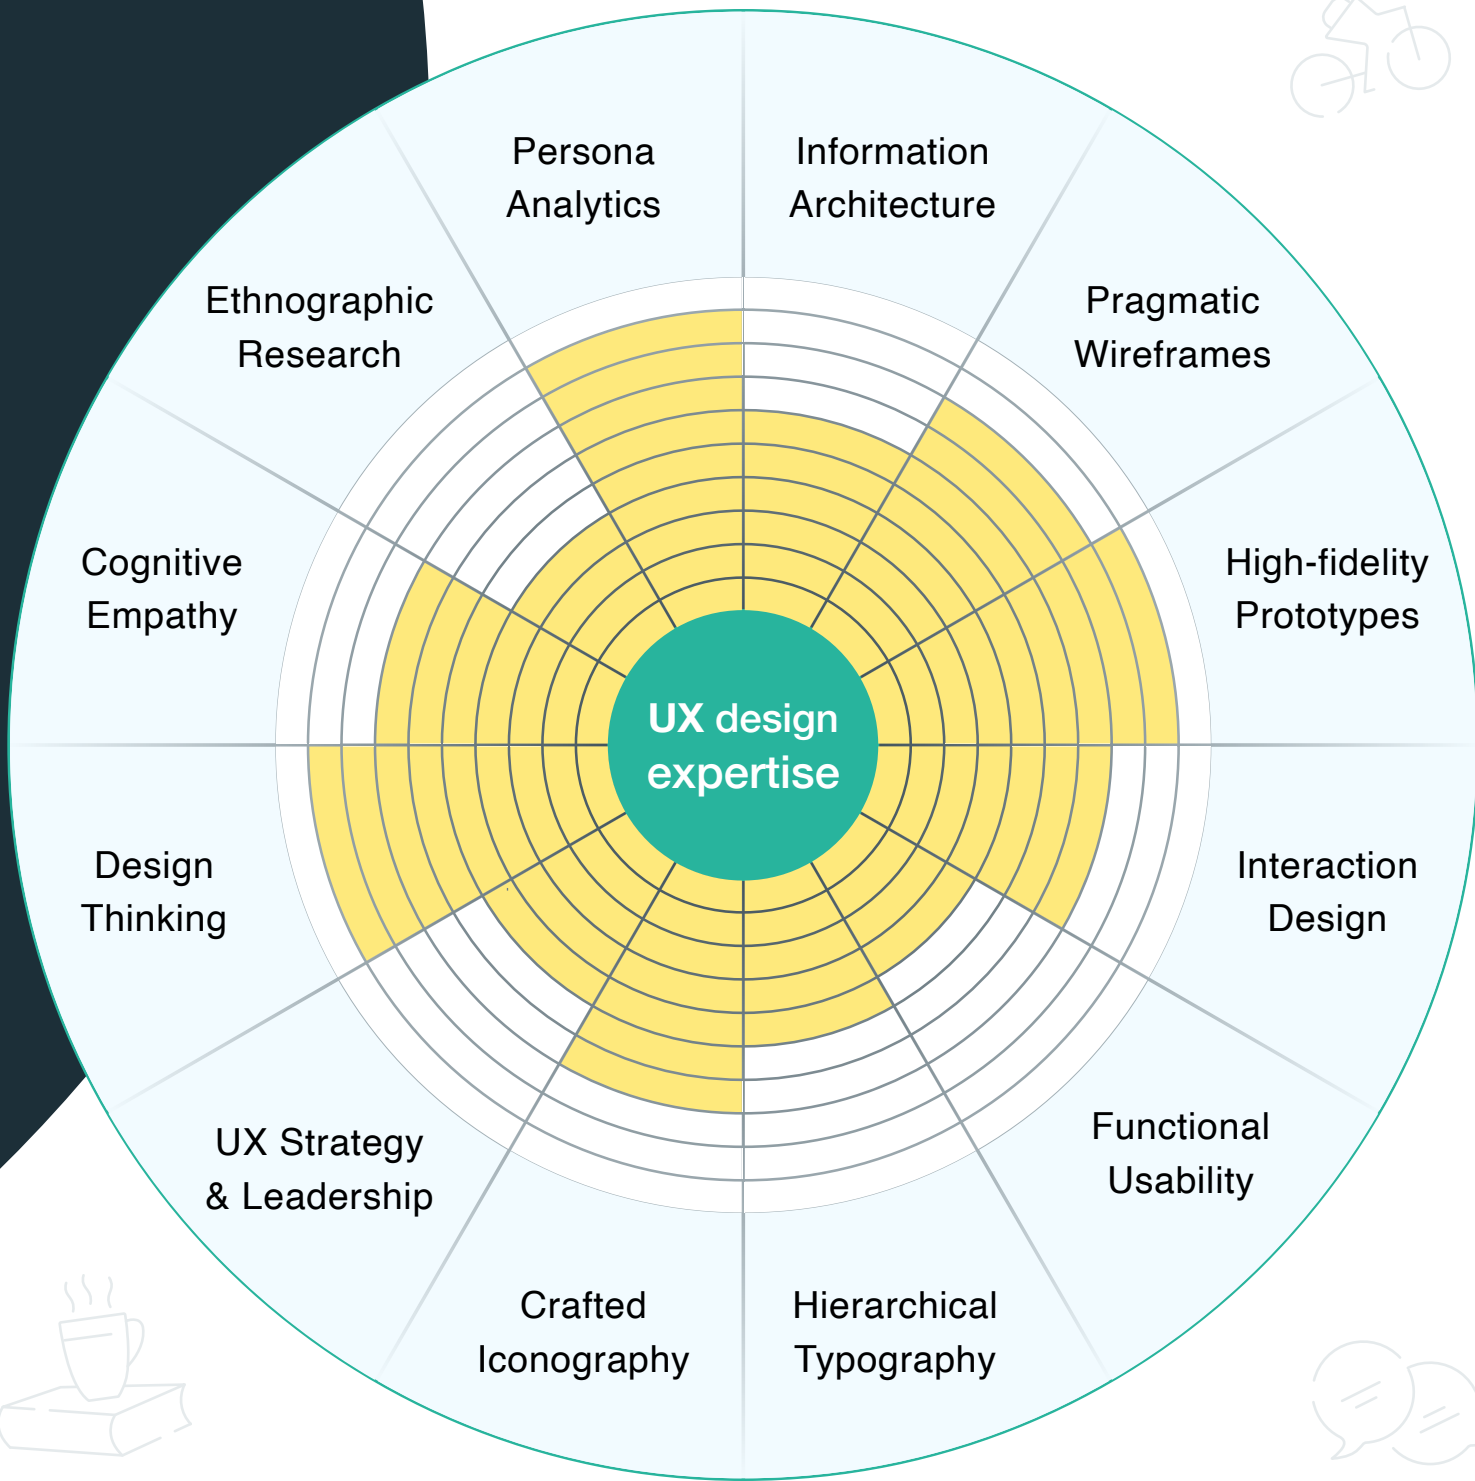 Persona
Analytics
Information
Architecture
Ethnographic
Research
Pragmatic
Wireframes
Cognitive
Empathy
High-fidelity
Prototypes
UX design
expertise
Design
Thinking
Interaction
Design
UX Strategy
& Leadership
Functional
Usability
Crafted
Iconography
Hierarchical
Typography